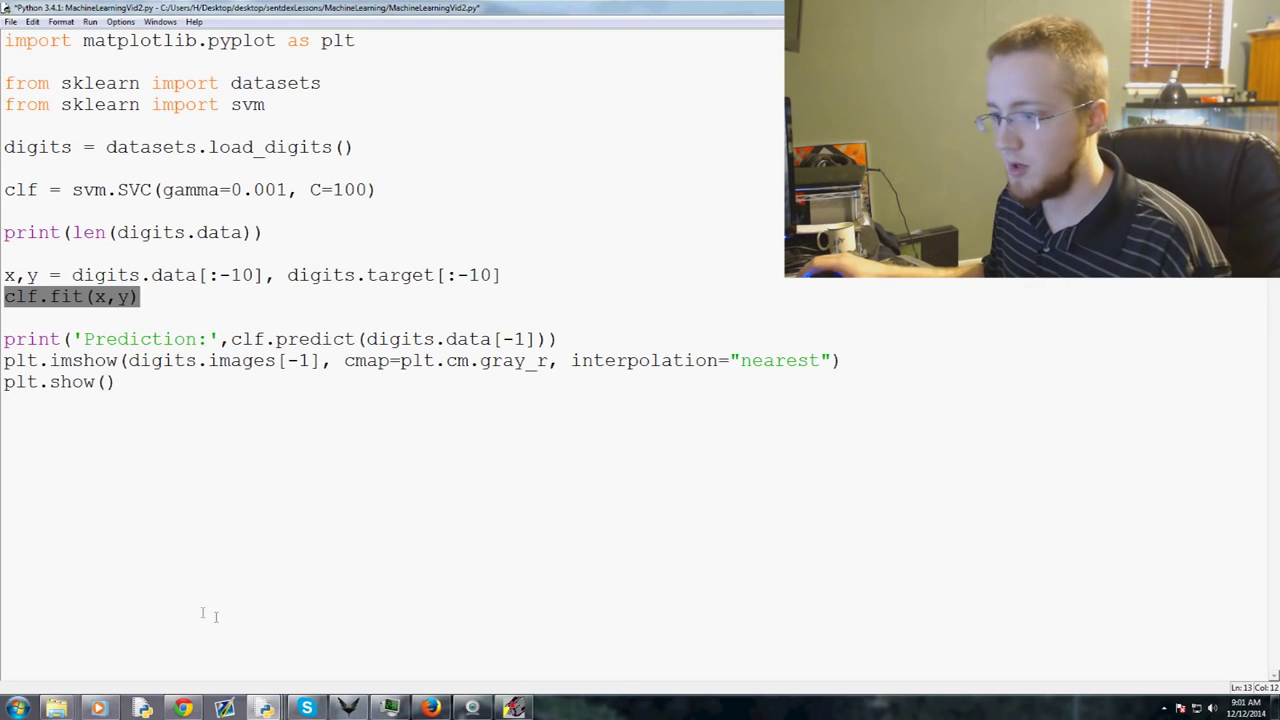 *Python 3.4.1: MachineLearningVid2.py - C:/Users/H/Desktop/desktop/sentdexLessons/MachineLearning/MachineLearningVid2.py*
File Edit Format Run Options Windows Help
import matplotlib.pyplot as plt
from sklearn import datasets
from sklearn import svm
digits = datasets.load_digits()
clf = svm.SVC(gamma=0.001, C=100)
print(len(digits.data))
x,y = digits.data[:-10], digits.target[:-10]
clf.fit(x,y)
print('Prediction:',clf.predict(digits.data[-1]))
plt.imshow(digits.images[-1], cmap=plt.cm.gray_r, interpolation="nearest")
plt.show()
Ln: 13 Col: 12
9:01 AM
12/12/2014